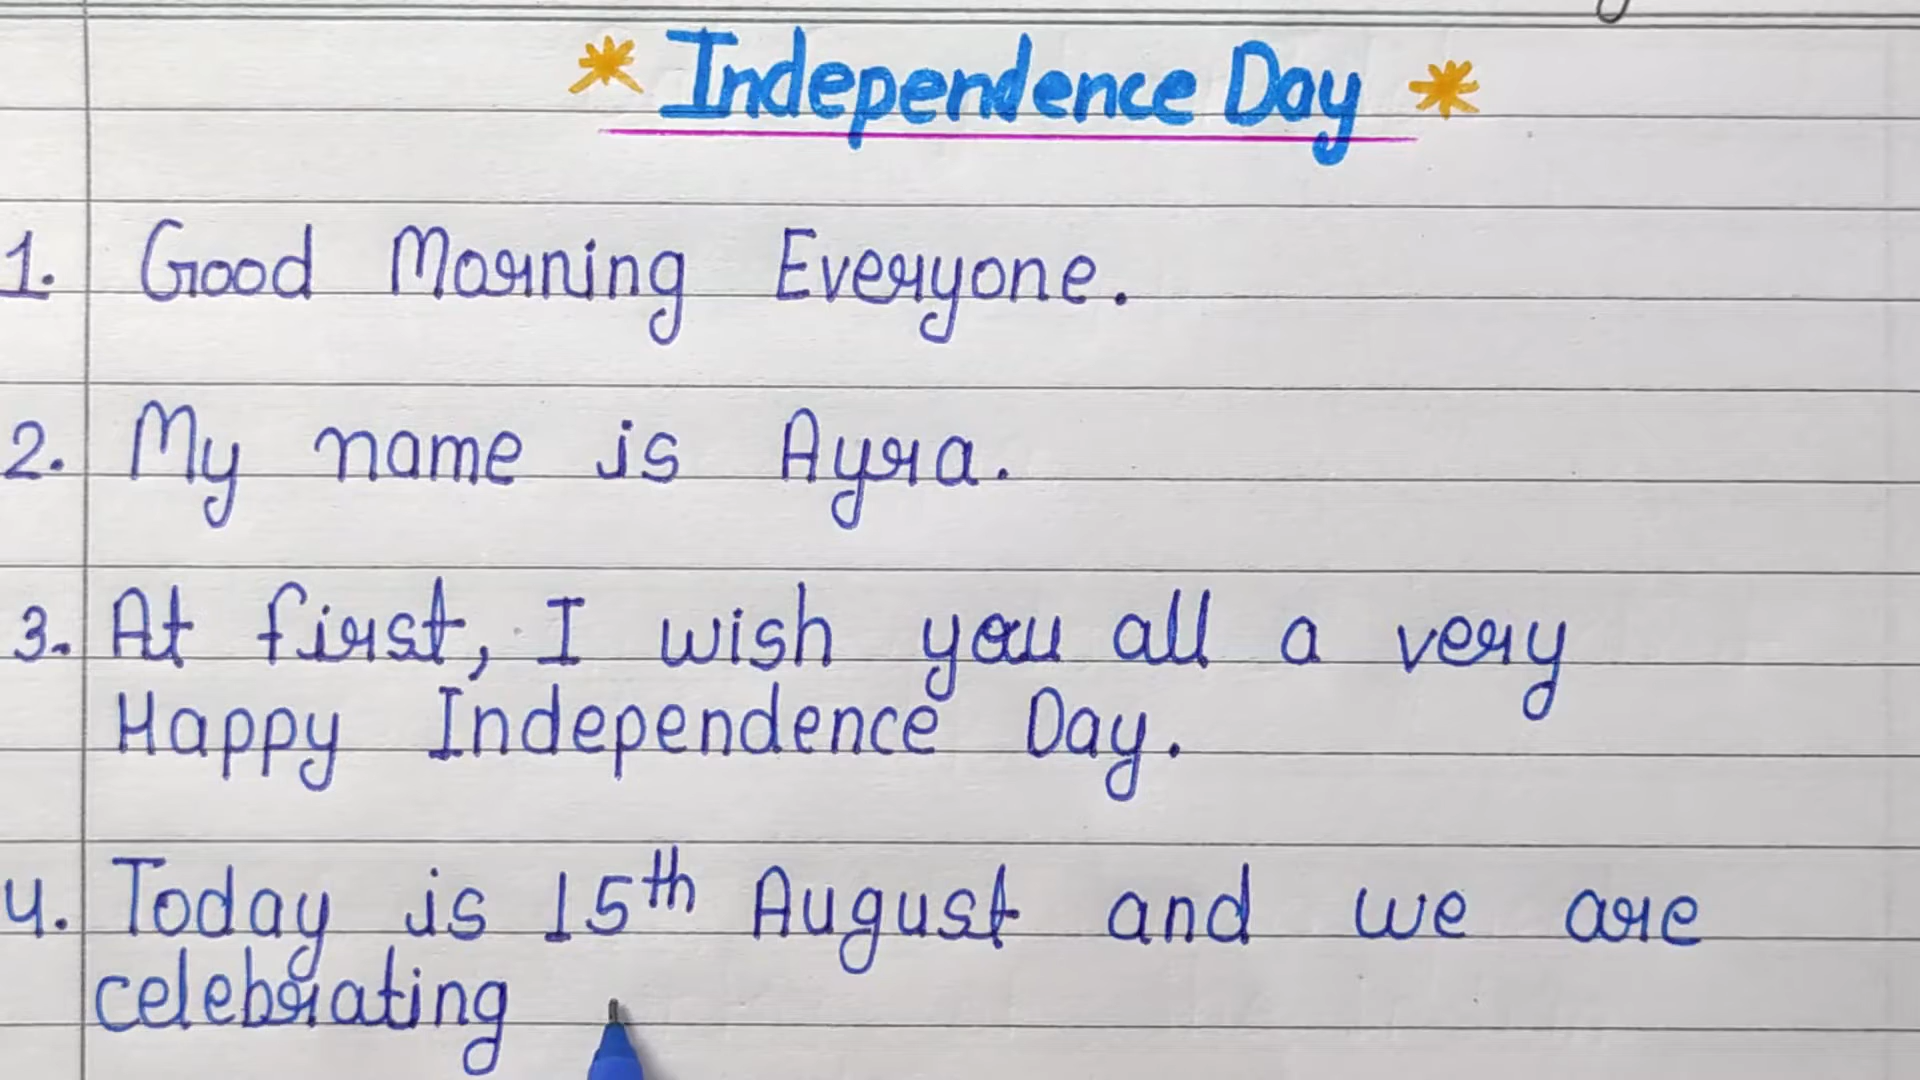 * Independence Day *
1. Good Morning Everyone.
2. My name is Ayra.
3. At first, I wish you all a very
Happy Independence Day.
4. Today is 15th August and we are
celebrating